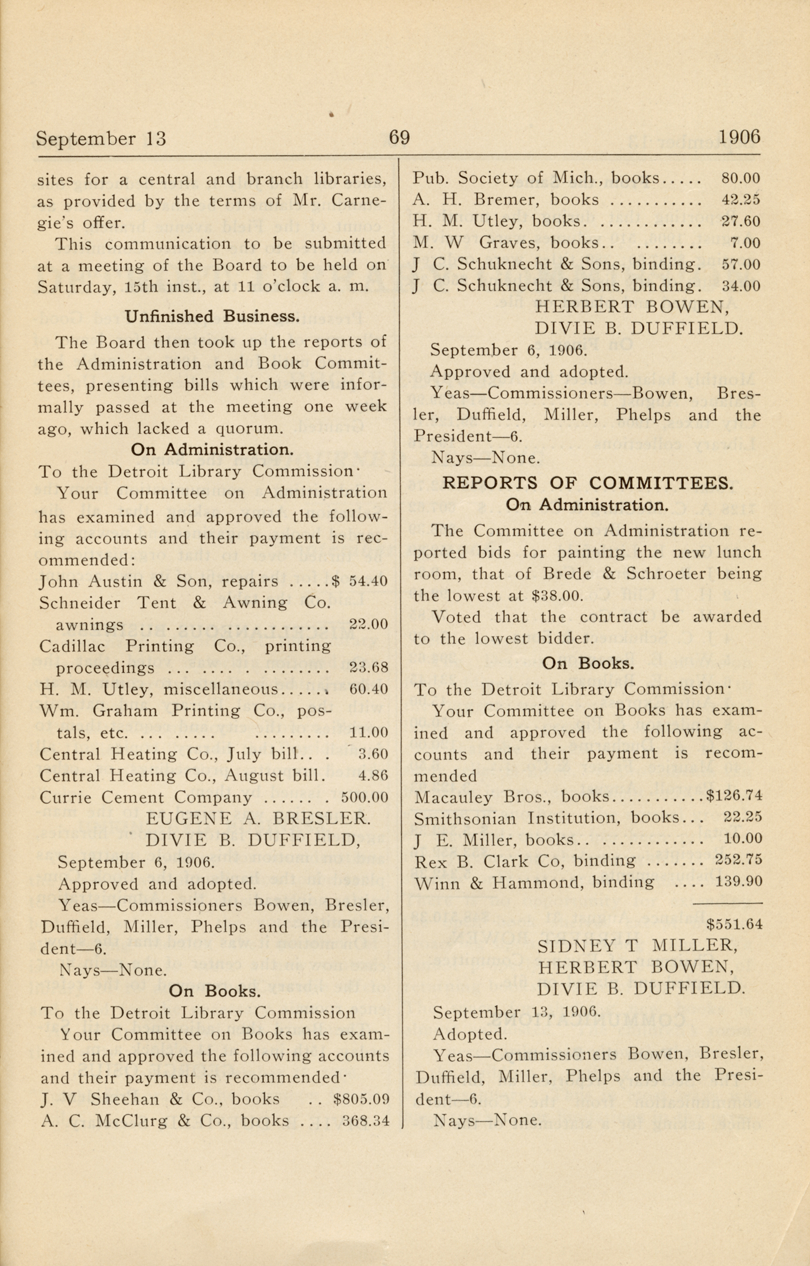 September 13 69 1906
sites for a central and branch libraries,
as provided by the terms of Mr. Carne-
gie's offer.
This communication to be submitted
at a meeting of the Board to be held on
Saturday, 15th inst., at 11 o'clock a. m.
Unfinished Business.
The Board then took up the reports of
the Administration and Book Commit-
tees, presenting bills which were infor-
mally passed at the meeting one week
ago, which lacked a quorum.
On Administration.
To the Detroit Library Commission·
Your Committee on Administration
has examined and approved the follow-
ing accounts and their payment is rec-
ommended:
John Austin & Son, repairs .....$ 54.40
Schneider Tent & Awning Co.
awnings .. ....... ............ 22.00
Cadillac Printing Co., printing
proceedings ... ..... . ........ 23.68
H. M. Utley, miscellaneous...... 60.40
Wm. Graham Printing Co., pos-
tals, etc. ... ..... ......... 11.00
Central Heating Co., July bill.. . 3.60
Central Heating Co., August bill. 4.86
Currie Cement Company ...... . 500.00
EUGENE A. BRESLER.
DIVIE B. DUFFIELD,
September 6, 1906.
Approved and adopted.
Yeas—Commissioners Bowen, Bresler,
Duffield, Miller, Phelps and the Presi-
dent—6.
Nays—None.
On Books.
To the Detroit Library Commission
Your Committee on Books has exam-
ined and approved the following accounts
and their payment is recommended·
J. V Sheehan & Co., books .. $805.09
A. C. McClurg & Co., books .... 368.34
Pub. Society of Mich., books..... 80.00
A. H. Bremer, books ........... 42.25
H. M. Utley, books. ............ 27.60
M. W Graves, books.. ........ 7.00
J C. Schuknecht & Sons, binding. 57.00
J C. Schuknecht & Sons, binding. 34.00
HERBERT BOWEN,
DIVIE B. DUFFIELD.
September 6, 1906.
Approved and adopted.
Yeas—Commissioners—Bowen, Bres-
ler, Duffield, Miller, Phelps and the
President—6.
Nays—None.
REPORTS OF COMMITTEES.
On Administration.
The Committee on Administration re-
ported bids for painting the new lunch
room, that of Brede & Schroeter being
the lowest at $38.00.
Voted that the contract be awarded
to the lowest bidder.
On Books.
To the Detroit Library Commission·
Your Committee on Books has exam-
ined and approved the following ac-
counts and their payment is recom-
mended
Macauley Bros., books...........$126.74
Smithsonian Institution, books... 22.25
J E. Miller, books.. ............ 10.00
Rex B. Clark Co, binding ....... 252.75
Winn & Hammond, binding .... 139.90
$551.64
SIDNEY T MILLER,
HERBERT BOWEN,
DIVIE B. DUFFIELD.
September 13, 1906.
Adopted.
Yeas—Commissioners Bowen, Bresler,
Duffield, Miller, Phelps and the Presi-
dent—6.
Nays—None.